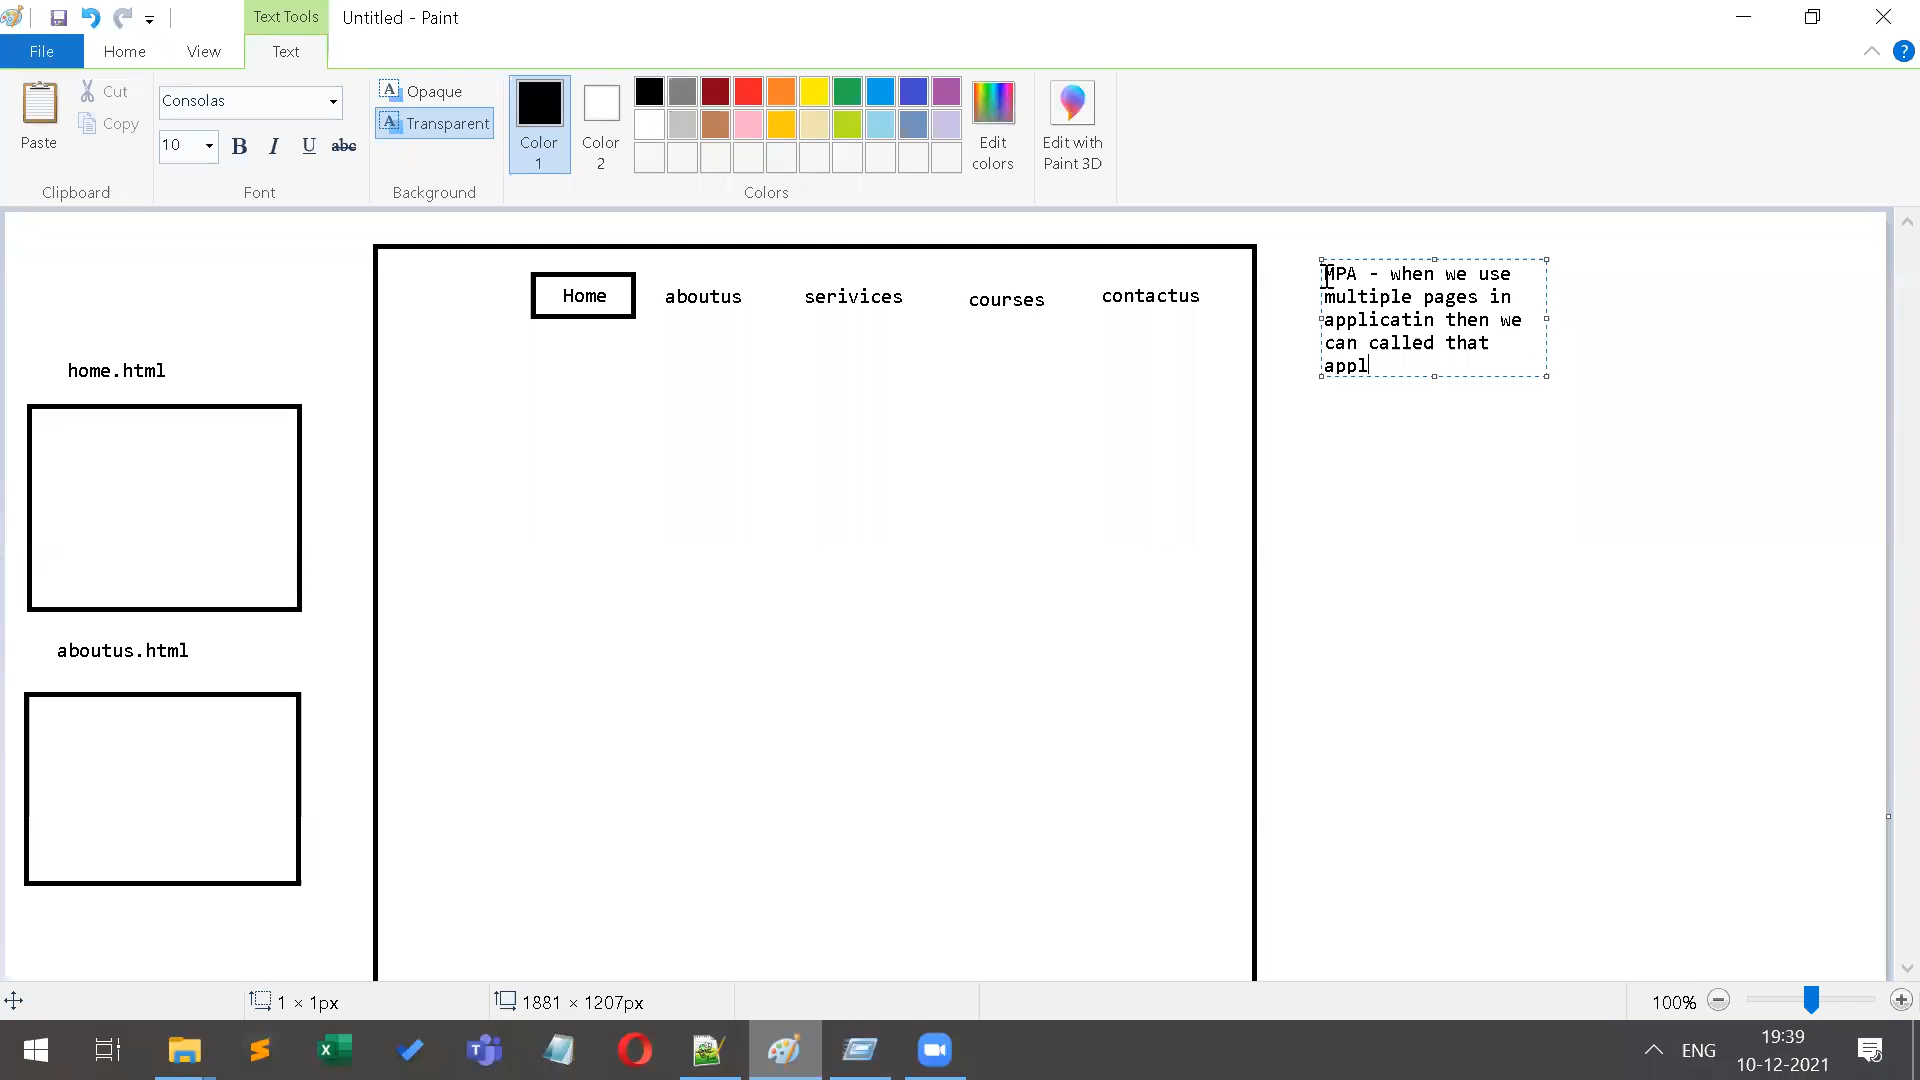 Text Tools
Untitled - Paint
File
Home
View
Text
?
Paste
Cut
Copy
Clipboard
Consolas
10
B I U abc
Font
A Opaque
A Transparent
Background
Color 1
Color 2
Colors
Edit colors
Edit with Paint 3D
Home
aboutus
serivices
courses
contactus
MPA - when we use
multiple pages in
applicatin then we
can called that
appl
home.html
aboutus.html
1 × 1px
1881 × 1207px
100%
ENG
19:39
10-12-2021